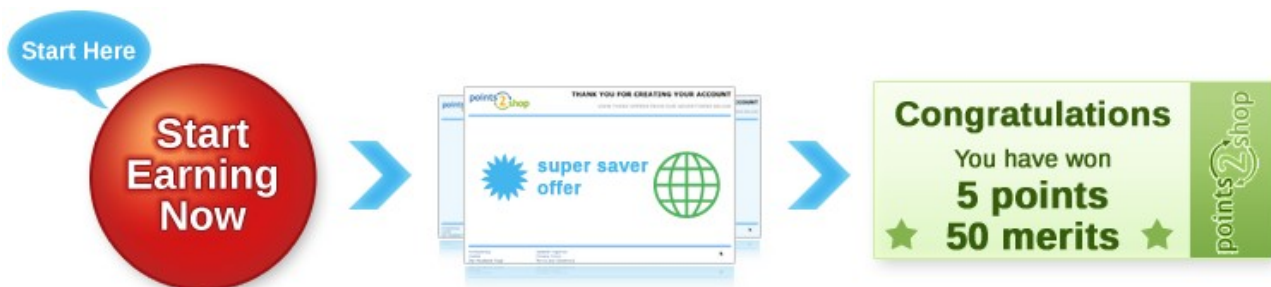 Start Here
Start
Earning
Now
points2shop
THANK YOU FOR CREATING YOUR ACCOUNT
super saver
offer
Congratulations
You have won
5 points
50 merits
points2shop